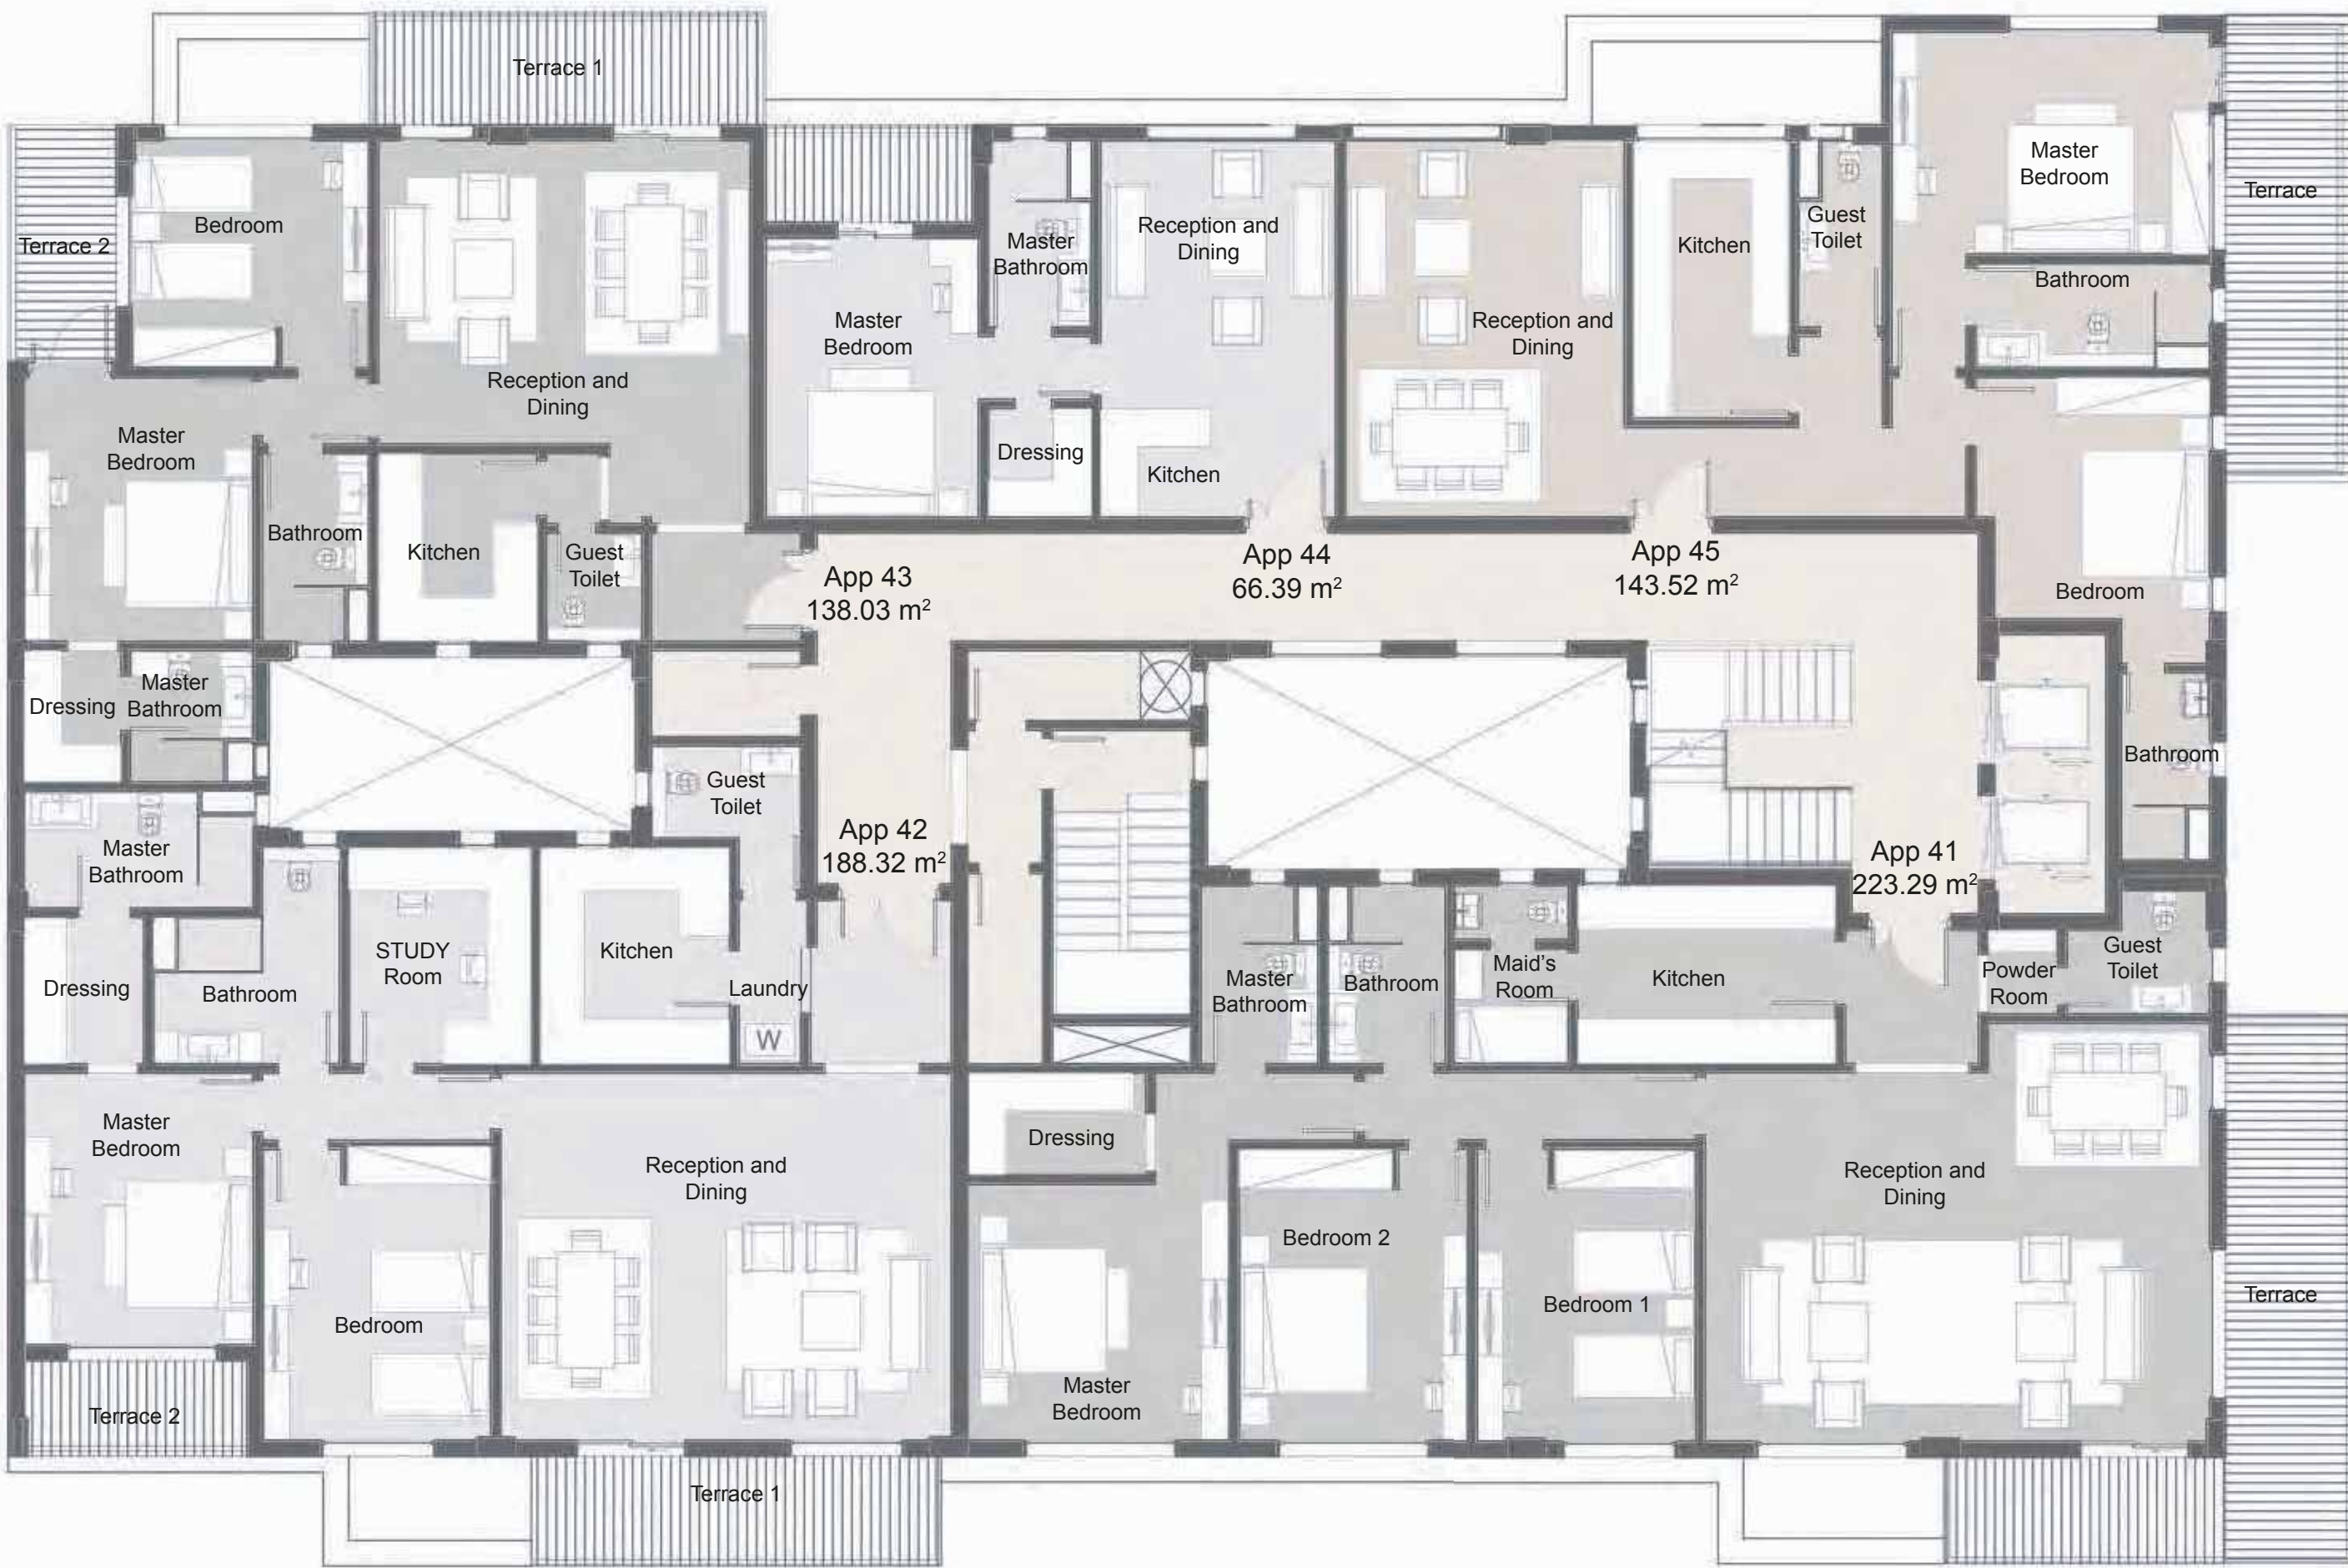 Terrace 1
Terrace 2
Bedroom
Reception and
Dining
Master
Bedroom
Bathroom
Kitchen
Guest
Toilet
Dressing
Master
Bathroom
App 43
138.03 m²
Master
Bedroom
Master
Bathroom
Dressing
Reception and
Dining
Kitchen
App 44
66.39 m²
Reception and
Dining
Kitchen
Guest
Toilet
Master
Bedroom
Terrace
Bathroom
Bedroom
Bathroom
App 45
143.52 m²
Guest
Toilet
App 42
188.32 m²
Master
Bathroom
Dressing
Bathroom
STUDY
Room
Kitchen
Laundry
W
Master
Bedroom
Bedroom
Reception and
Dining
Terrace 2
Terrace 1
App 41
223.29 m²
Master
Bathroom
Bathroom
Maid's
Room
Kitchen
Powder
Room
Guest
Toilet
Dressing
Master
Bedroom
Bedroom 2
Bedroom 1
Reception and
Dining
Terrace